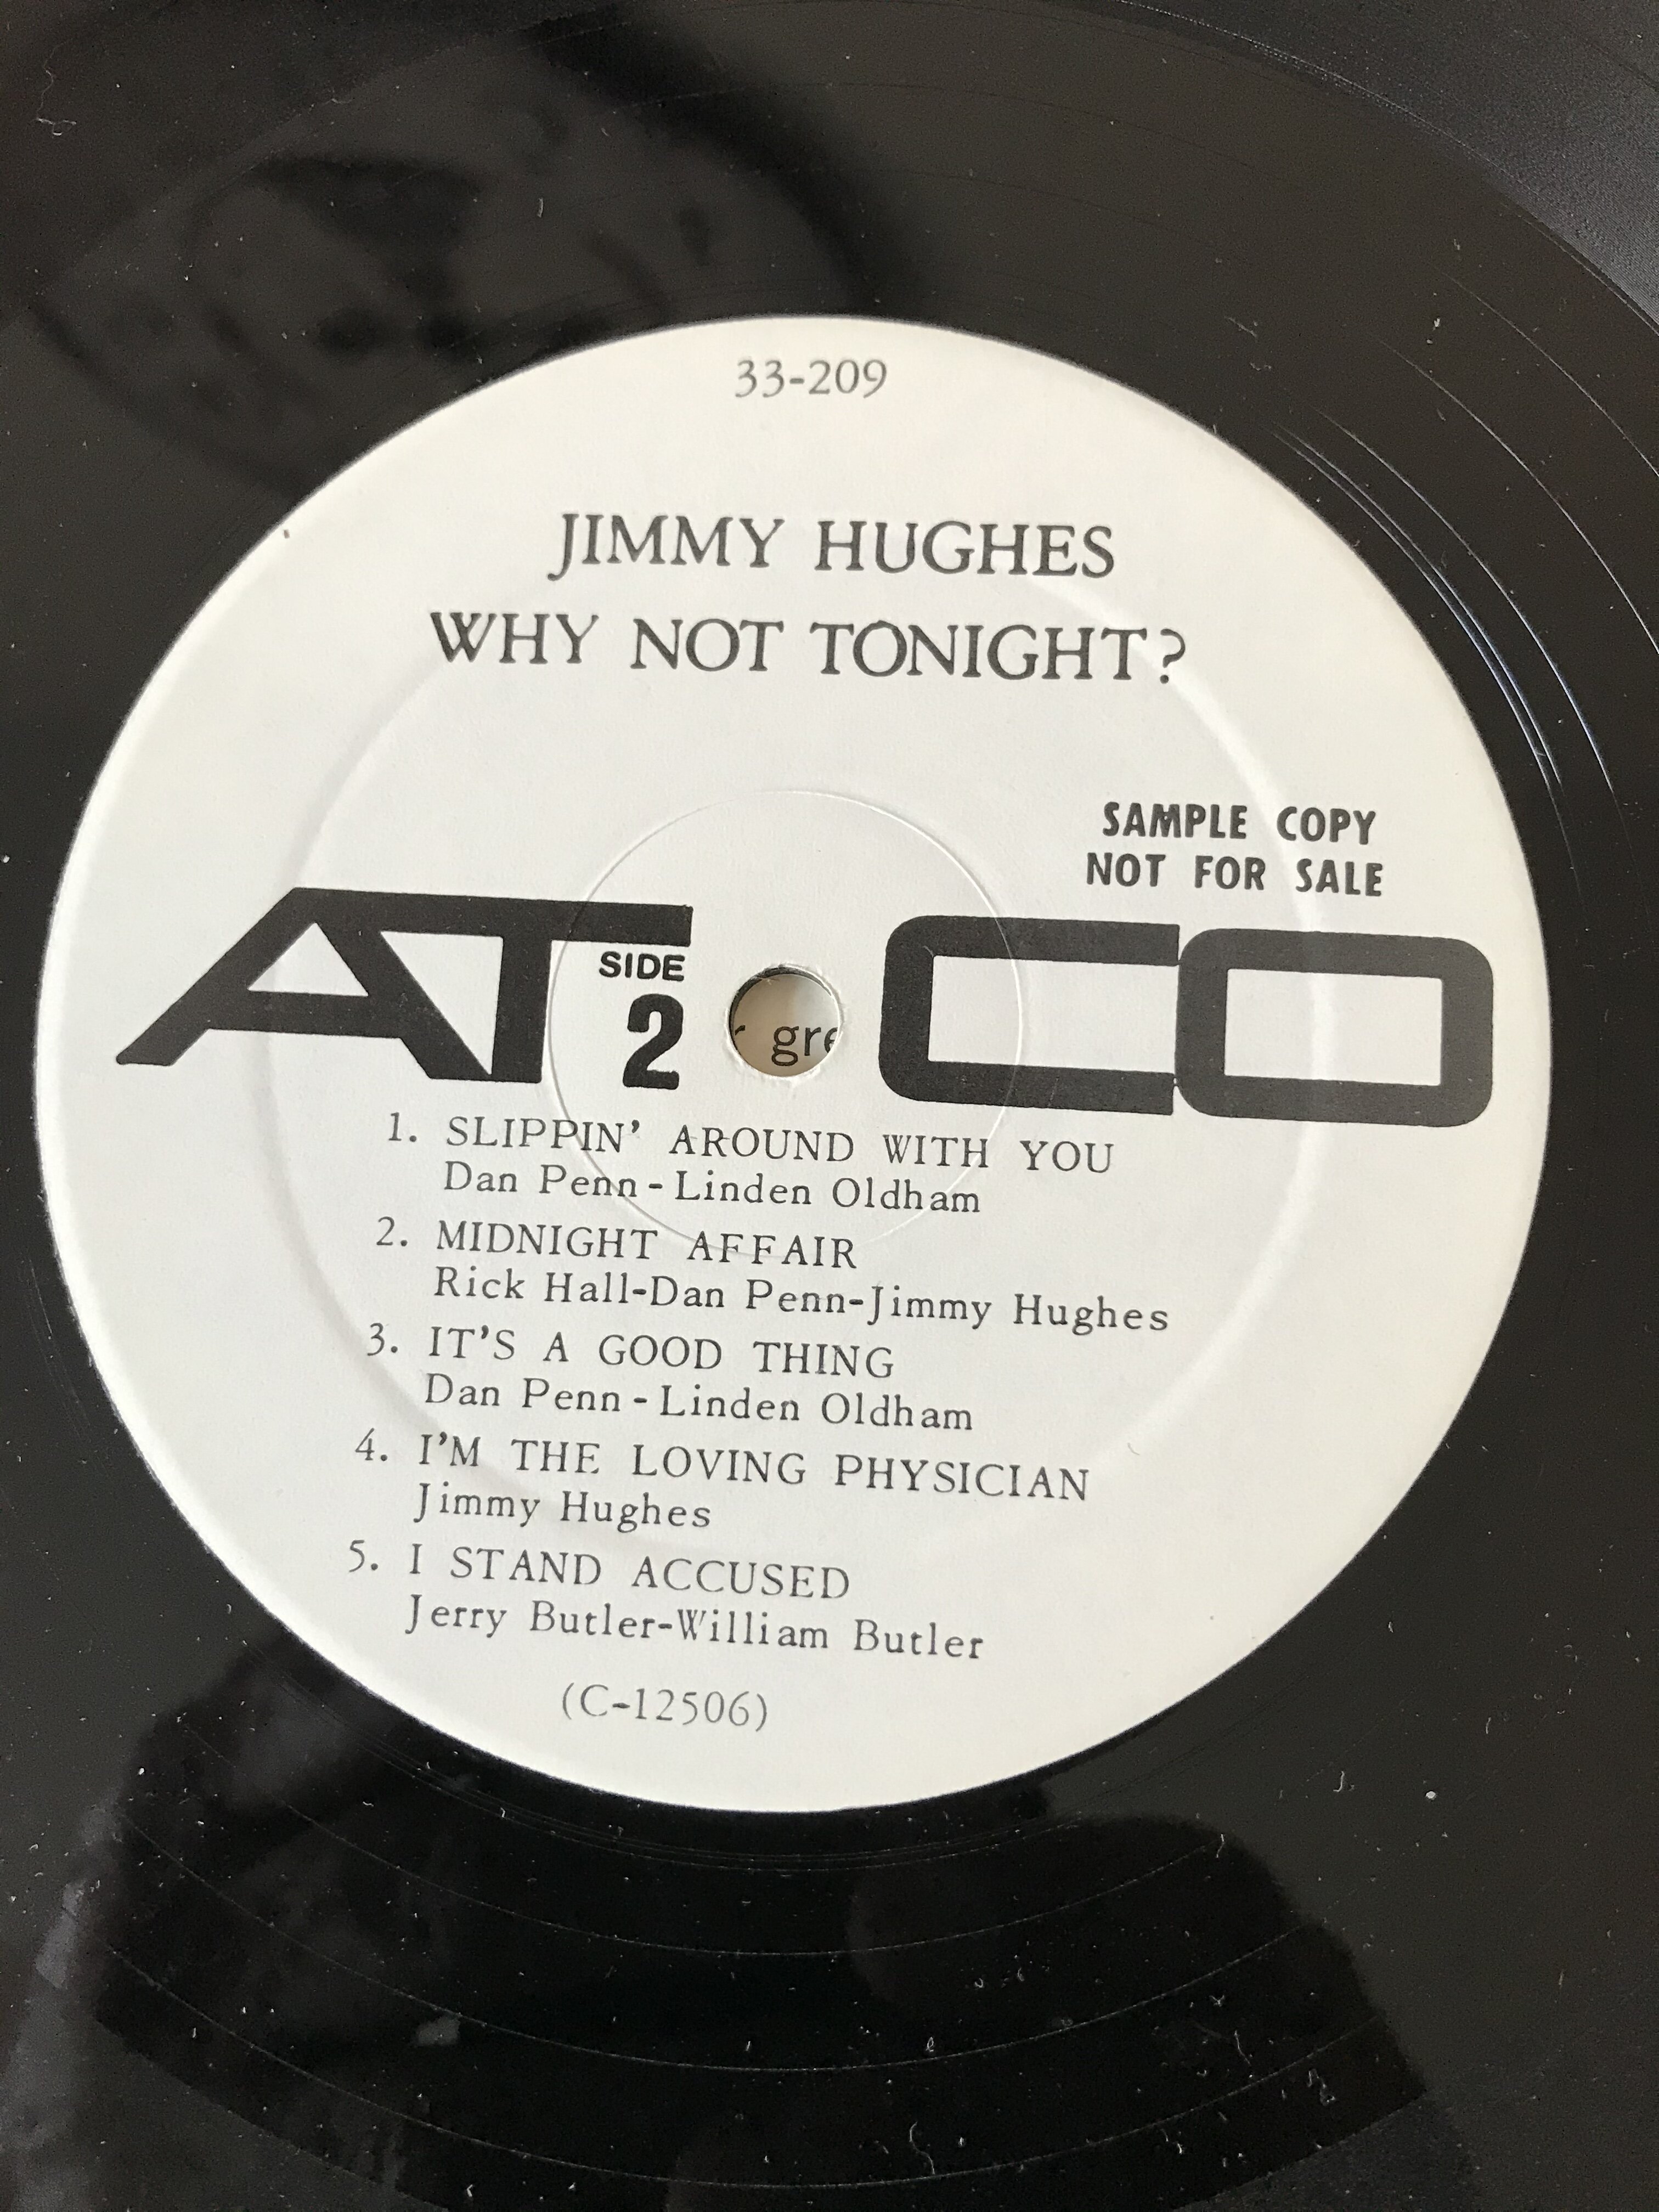 33-209
JIMMY HUGHES
WHY NOT TONIGHT?
SAMPLE COPY
NOT FOR SALE
ATCO
SIDE
2
gre
1. SLIPPIN' AROUND WITH YOU
Dan Penn - Linden Oldham
2. MIDNIGHT AFFAIR
Rick Hall-Dan Penn-Jimmy Hughes
3. IT'S A GOOD THING
Dan Penn - Linden Oldham
4. I'M THE LOVING PHYSICIAN
Jimmy Hughes
5. I STAND ACCUSED
Jerry Butler-William Butler
(C-12506)